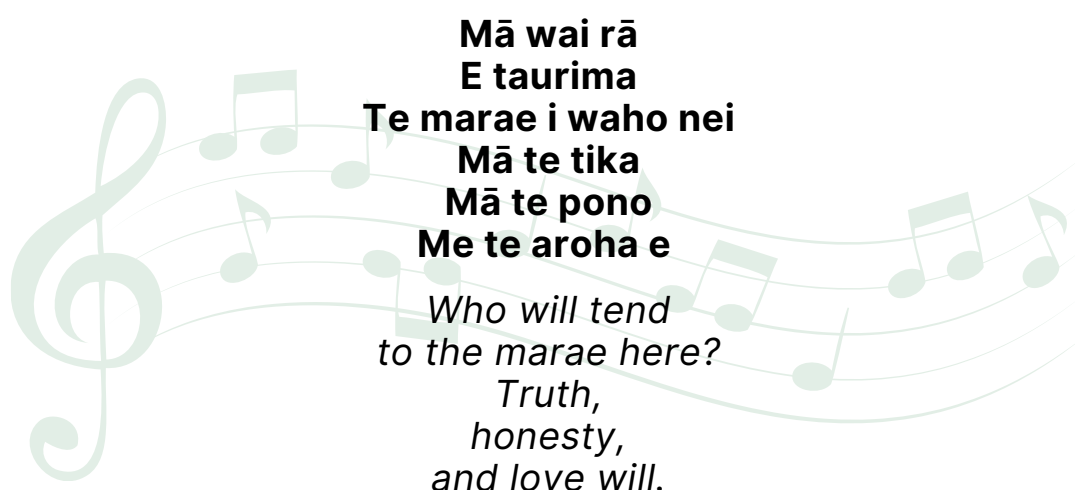 Mā wai rā
E taurima
Te marae i waho nei
Mā te tika
Mā te pono
Me te aroha e
Who will tend
to the marae here?
Truth,
honesty,
and love will.